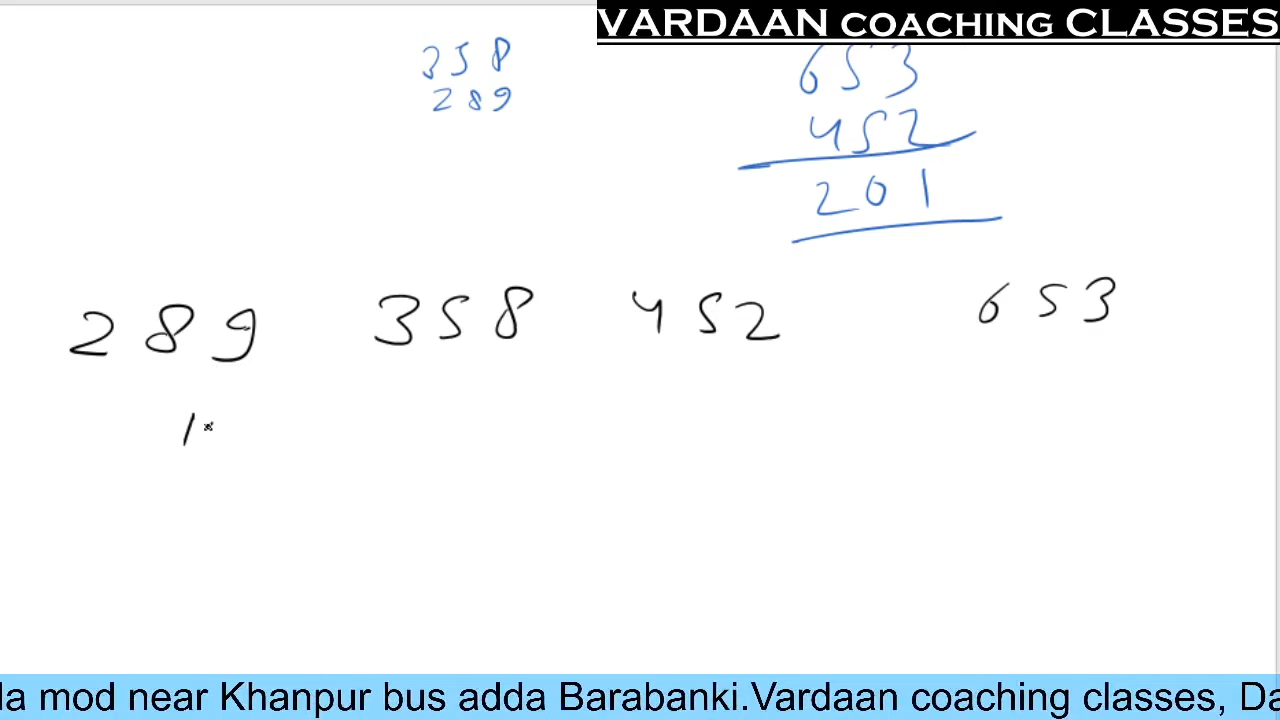 VARDAAN COACHING CLASSES
358
289
653
452
201
289 358 452 653
1
la mod near Khanpur bus adda Barabanki.Vardaan coaching classes, Da